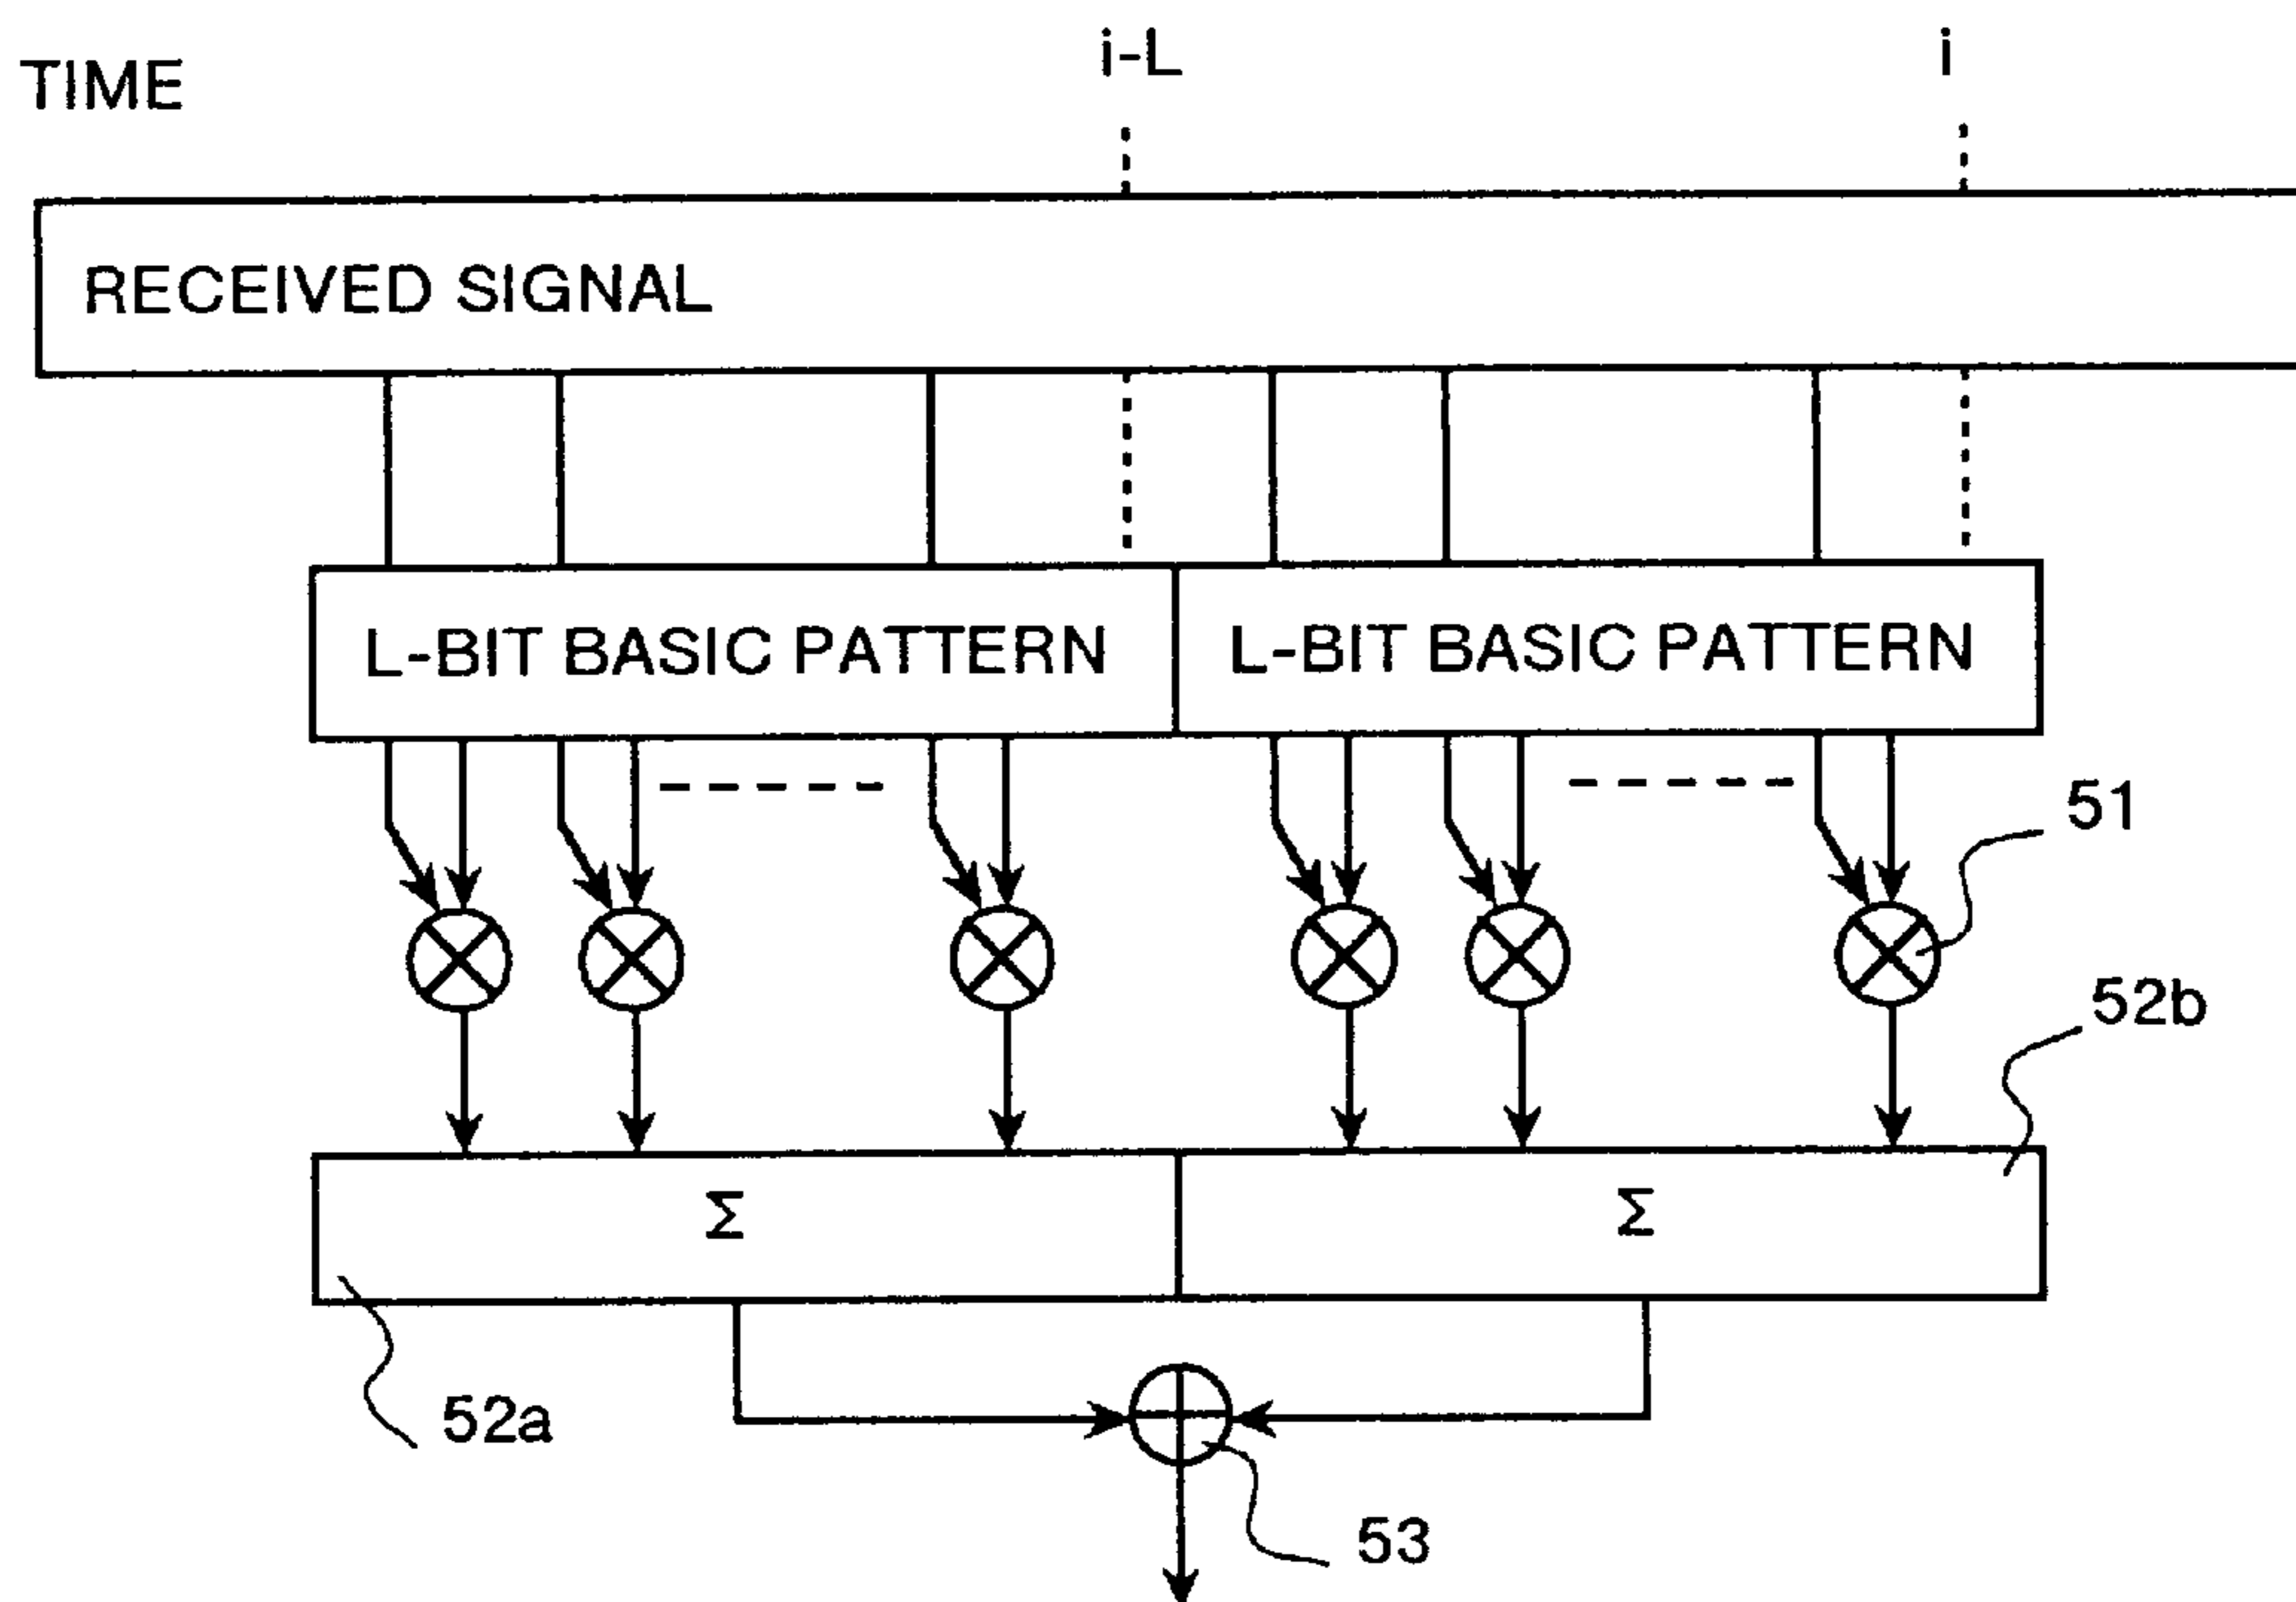 i-L
i
TIME
RECEIVED SIGNAL
L-BIT BASIC PATTERN
L-BIT BASIC PATTERN
51
52b
Σ
Σ
52a
53